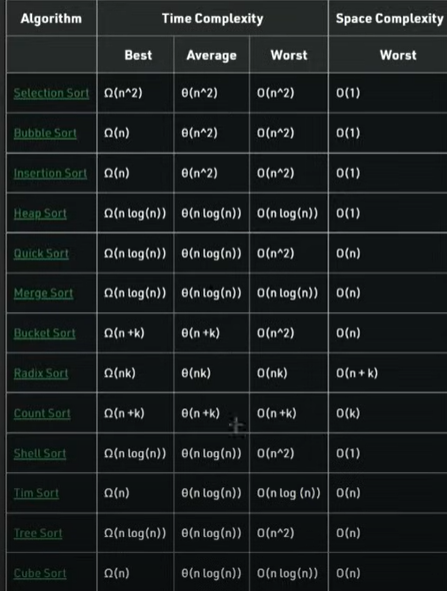 Algorithm Time Complexity Space Complexity
Best Average Worst Worst
Selection Sort Ω(n^2) θ(n^2) O(n^2) O(1)
Bubble Sort Ω(n) θ(n^2) O(n^2) O(1)
Insertion Sort Ω(n) θ(n^2) O(n^2) O(1)
Heap Sort Ω(n log(n)) θ(n log(n)) O(n log(n)) O(1)
Quick Sort Ω(n log(n)) θ(n log(n)) O(n^2) O(n)
Merge Sort Ω(n log(n)) θ(n log(n)) O(n log(n)) O(n)
Bucket Sort Ω(n +k) θ(n +k) O(n^2) O(n)
Radix Sort Ω(nk) θ(nk) O(nk) O(n + k)
Count Sort Ω(n +k) θ(n +k) O(n +k) O(k)
Shell Sort Ω(n log(n)) θ(n log(n)) O(n^2) O(1)
Tim Sort Ω(n) θ(n log(n)) O(n log (n)) O(n)
Tree Sort Ω(n log(n)) θ(n log(n)) O(n^2) O(n)
Cube Sort Ω(n) θ(n log(n)) O(n log(n)) O(n)